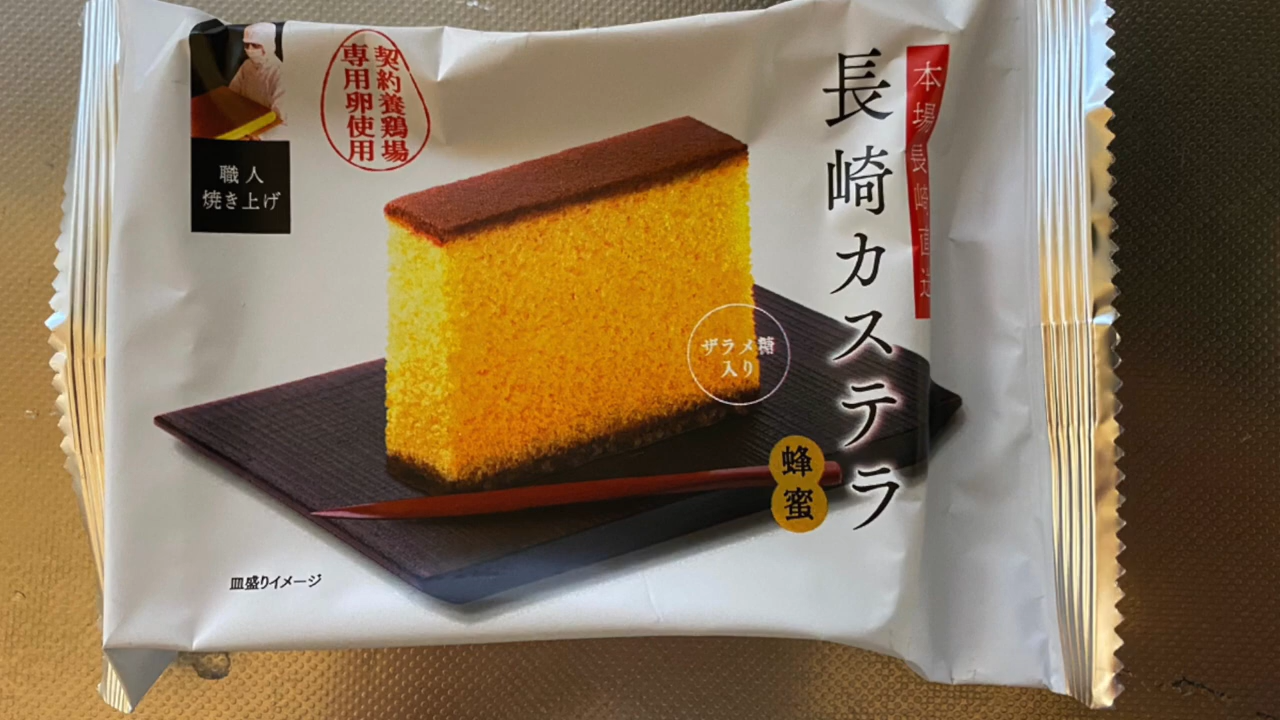 本場長崎直送
長崎カステラ
蜂蜜
契約養鶏場
専用卵使用
職人
焼き上げ
ザラメ糖
入り
皿盛りイメージ